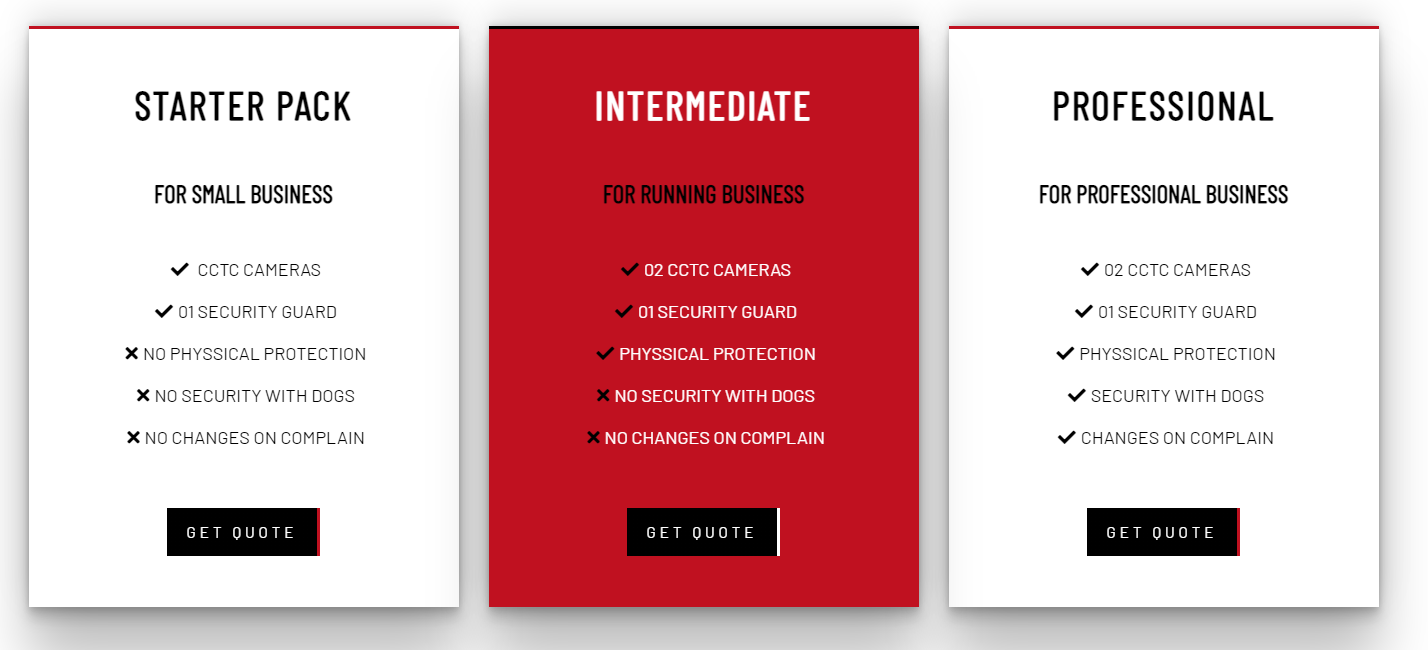 STARTER PACK
FOR SMALL BUSINESS
CCTC CAMERAS
01 SECURITY GUARD
NO PHYSSICAL PROTECTION
NO SECURITY WITH DOGS
NO CHANGES ON COMPLAIN
GET QUOTE
INTERMEDIATE
FOR RUNNING BUSINESS
02 CCTC CAMERAS
01 SECURITY GUARD
PHYSSICAL PROTECTION
NO SECURITY WITH DOGS
NO CHANGES ON COMPLAIN
GET QUOTE
PROFESSIONAL
FOR PROFESSIONAL BUSINESS
02 CCTC CAMERAS
01 SECURITY GUARD
PHYSSICAL PROTECTION
SECURITY WITH DOGS
CHANGES ON COMPLAIN
GET QUOTE